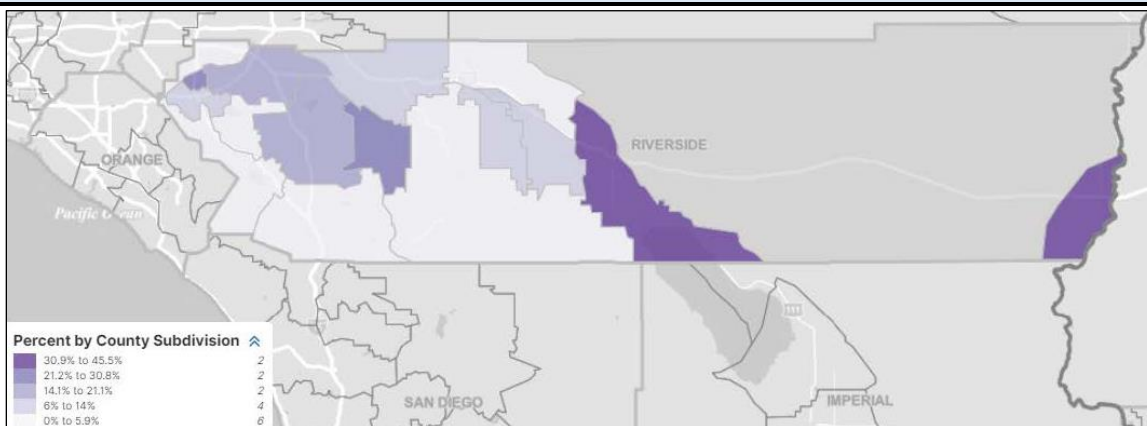 RIVERSIDE
ORANGE
Pacific Ocean
111
Percent by County Subdivision
30.9% to 45.5% 2
21.2% to 30.8% 2
14.1% to 21.1% 2
6% to 14% 4
0% to 5.9% 6
SAN DIEGO
IMPERIAL